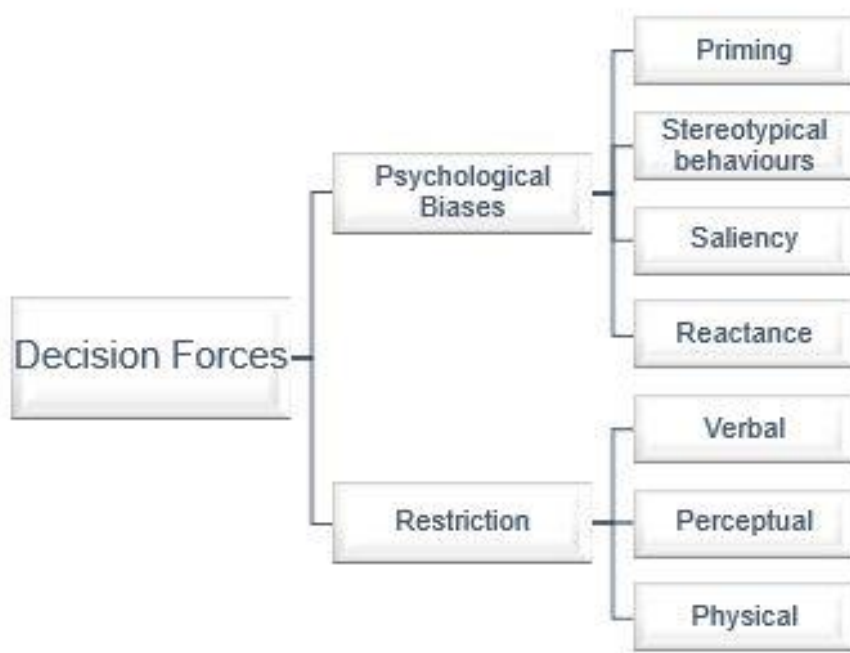 Decision Forces
Psychological
Biases
Priming
Stereotypical
behaviours
Saliency
Reactance
Restriction
Verbal
Perceptual
Physical